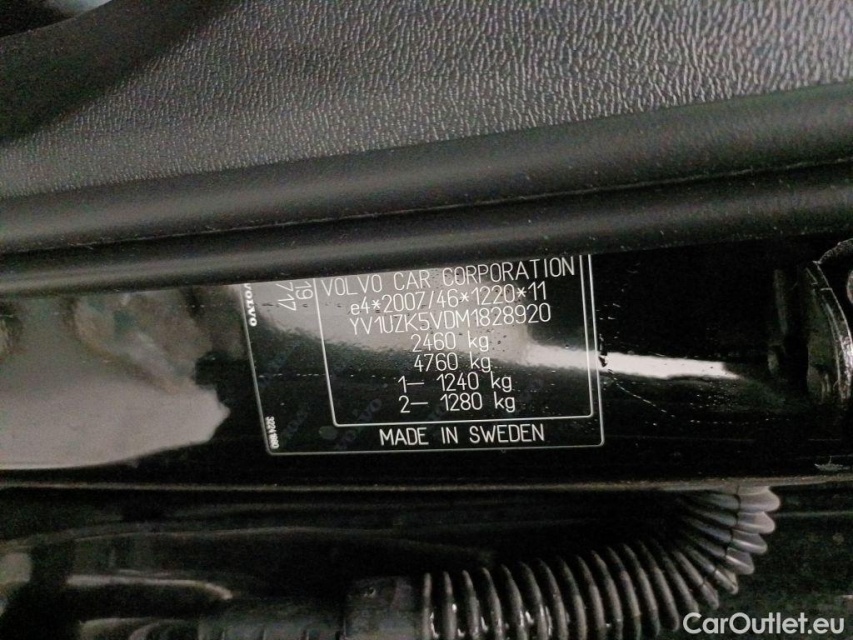 VOLVO CAR CORPORATION
e4*2007/46*1220*11
YV1UZK5VDM1828920
2460 kg
4760 kg
1– 1240 kg
2– 1280 kg
MADE IN SWEDEN
VOLVO
CarOutlet.eu